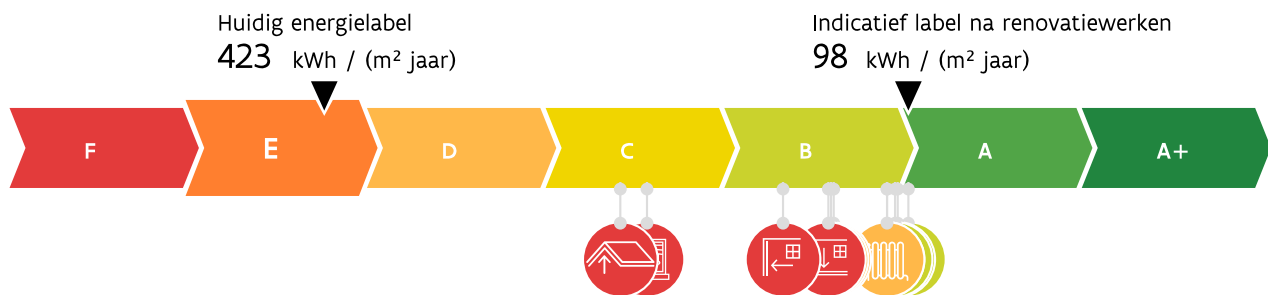 Huidig energielabel
423 kWh / (m² jaar)
Indicatief label na renovatiewerken
98 kWh / (m² jaar)
F E D C B A A+